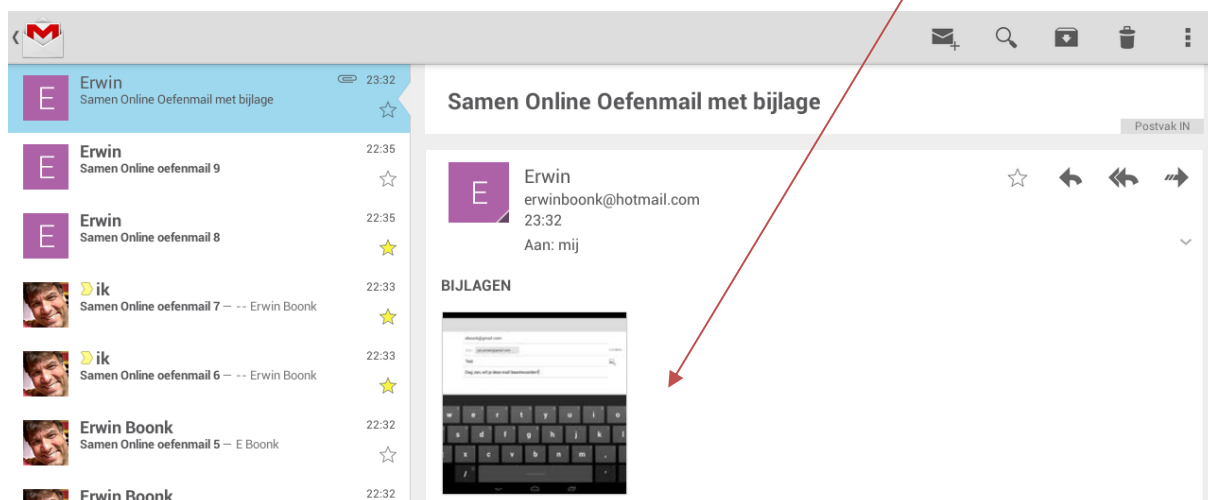 Erwin
23:32
Samen Online Oefenmail met bijlage
E
Erwin
22:35
Samen Online oefenmail 9
E
Erwin
22:35
Samen Online oefenmail 8
E
ik
22:33
Samen Online oefenmail 7 – -- Erwin Boonk
ik
22:33
Samen Online oefenmail 6 – -- Erwin Boonk
Erwin Boonk
22:32
Samen Online oefenmail 5 – E Boonk
Erwin Boonk
22:32
Samen Online Oefenmail met bijlage
Postvak IN
E
Erwin
erwinboonk@hotmail.com
23:32
Aan: mij
BIJLAGEN
w e r t y u i o
s d f g h j k l
x c v b n m